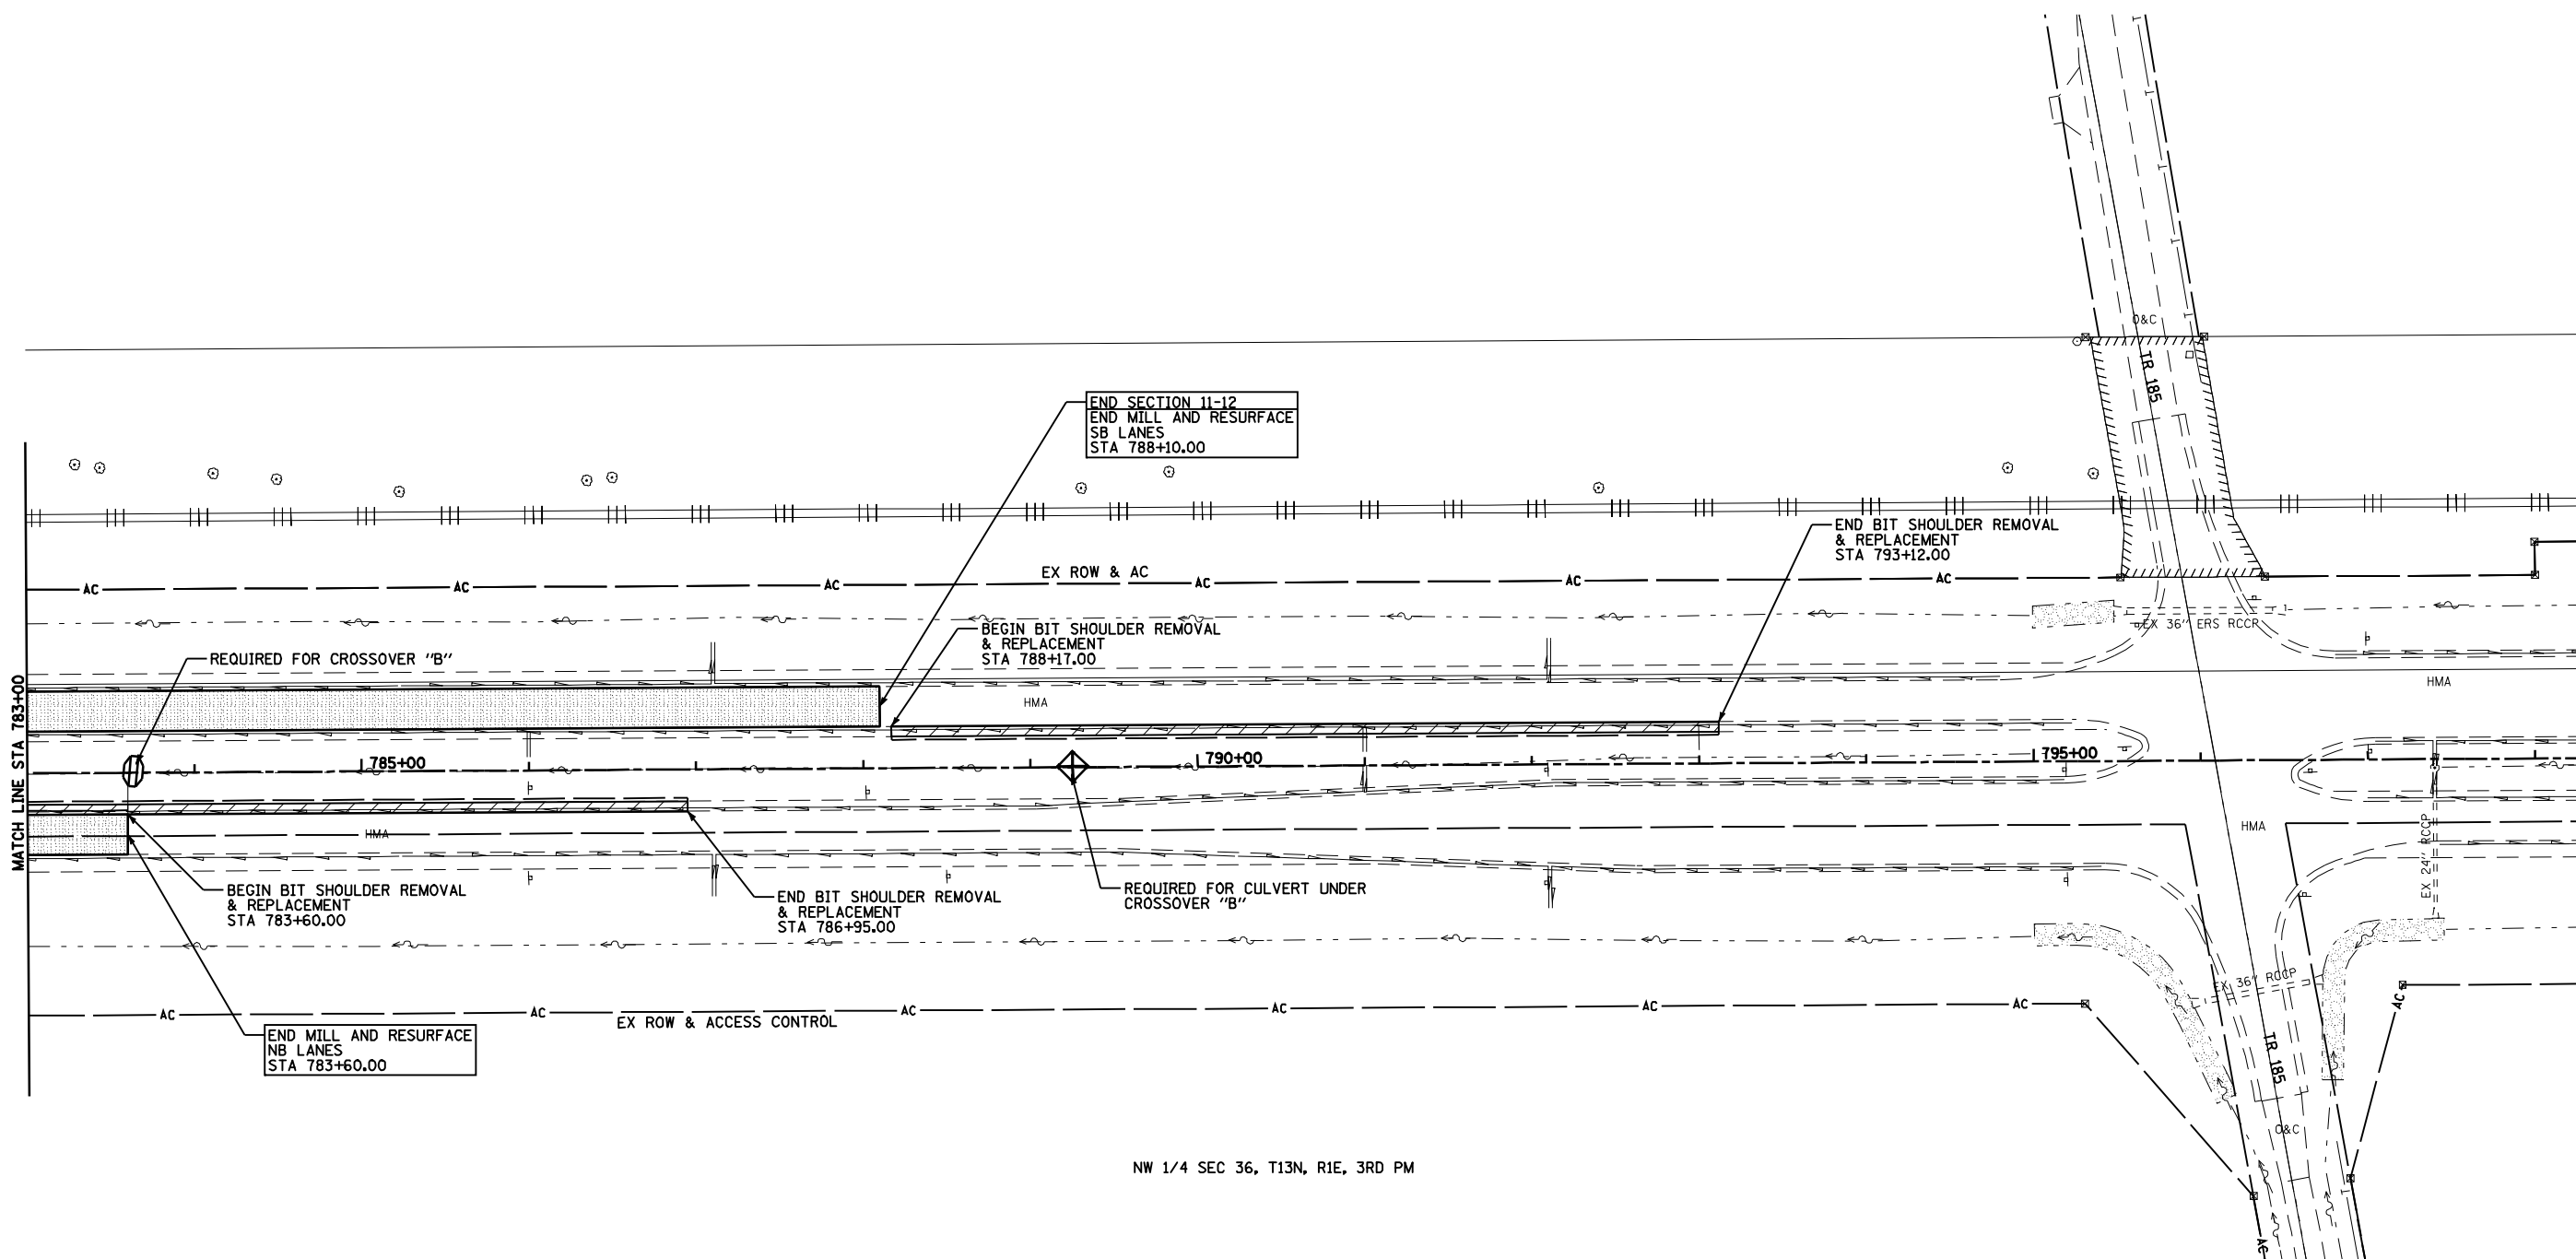 O&C
TR 185
END SECTION 11-12
END MILL AND RESURFACE
SB LANES
STA 788+10.00
END BIT SHOULDER REMOVAL
& REPLACEMENT
STA 793+12.00
EX ROW & AC
AC
AC
AC
AC
AC
AC
BEGIN BIT SHOULDER REMOVAL
& REPLACEMENT
STA 788+17.00
EX 36" ERS RCCP
REQUIRED FOR CROSSOVER "B"
MATCH LINE STA 783+00
HMA
HMA
785+00
790+00
795+00
HMA
HMA
EX 24" RCCP
BEGIN BIT SHOULDER REMOVAL
& REPLACEMENT
STA 783+60.00
END BIT SHOULDER REMOVAL
& REPLACEMENT
STA 786+95.00
REQUIRED FOR CULVERT UNDER
CROSSOVER "B"
EX 36" RCCP
AC
AC
AC
AC
AC
AC
AC
EX ROW & ACCESS CONTROL
END MILL AND RESURFACE
NB LANES
STA 783+60.00
TR 185
O&C
NW 1/4 SEC 36, T13N, R1E, 3RD PM
AC